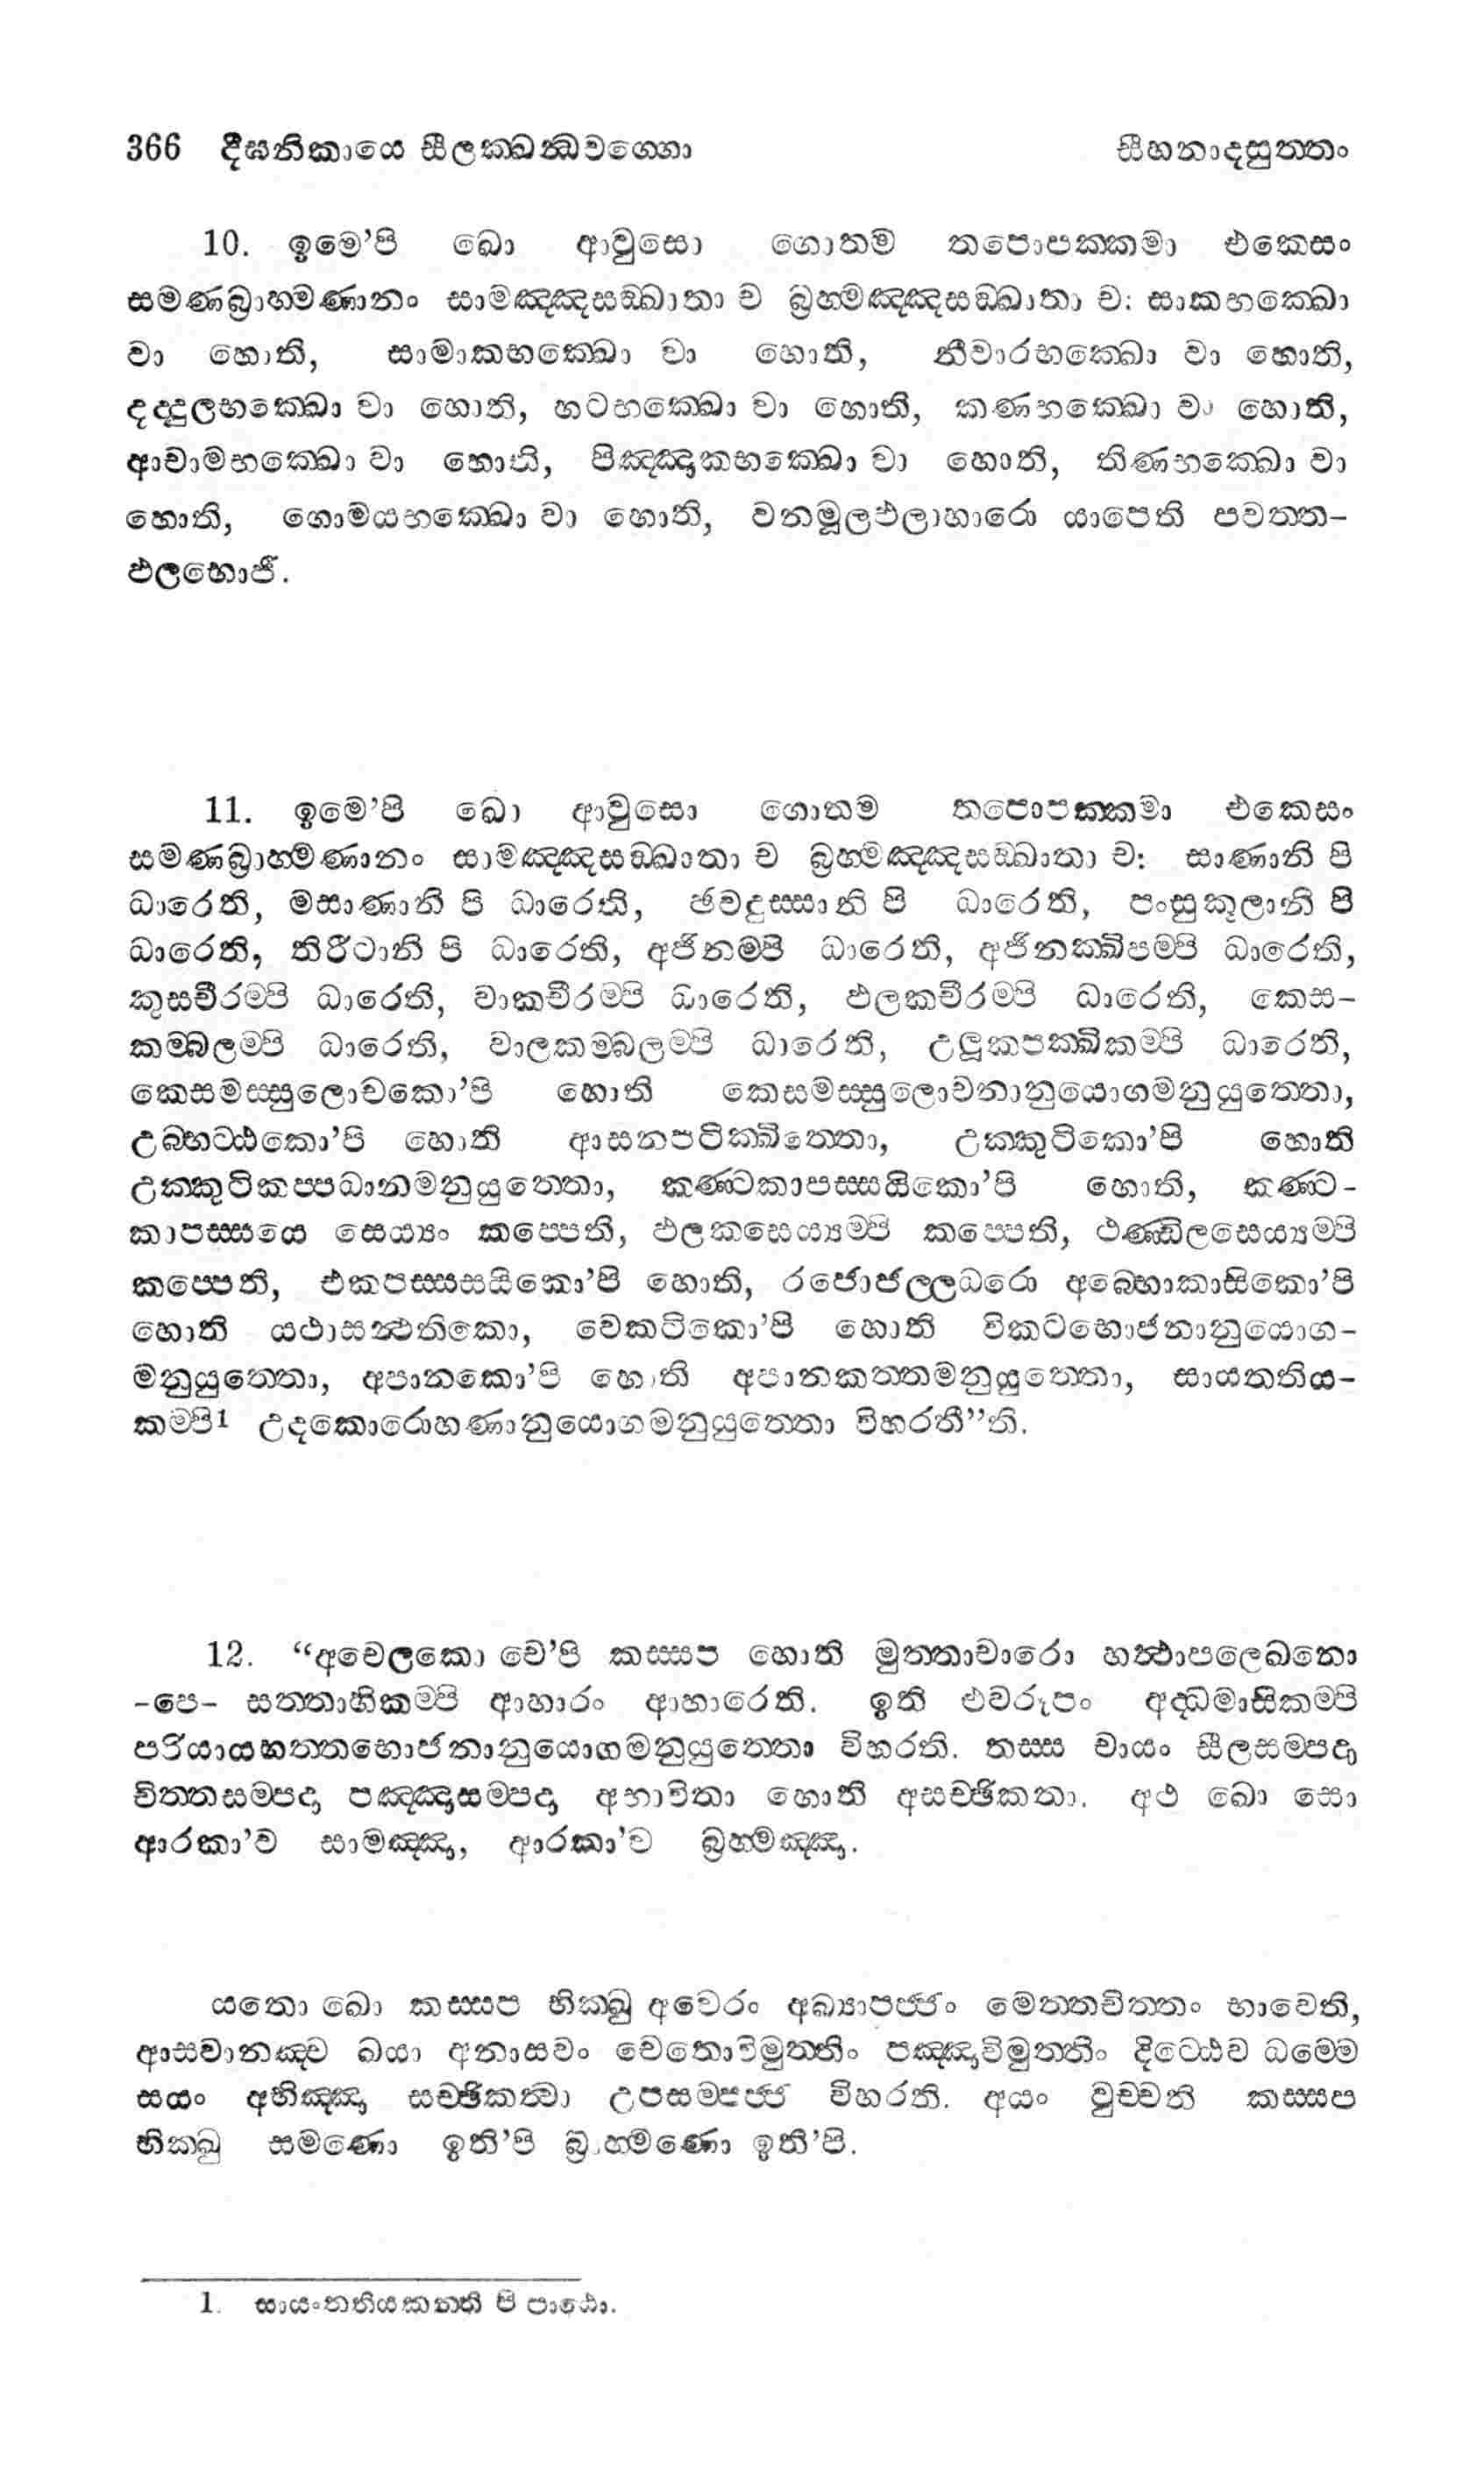 366 දීඝනිකායෙ සීලක්ඛන්ධවග්ගො සීහනාදසුත්තං
10. ඉමෙ’පි ඛො ආවුසො ගොතම තපොපක්කමා එකෙසං
සමණබ්‍රාහ්මණානං සාමඤ්ඤසඞ්ඛාතා ච බ්‍රහ්මඤ්ඤසඞ්ඛාතා ච: සාකභක්ඛො
වා හොති, සාමාකභක්ඛො වා හොති, නීවාරභක්ඛො වා හොති,
දද්දුලභක්ඛො වා හොති, හටභක්ඛො වා හොති, කණභක්ඛො වා හොති,
ආචාමභක්ඛො වා හොති, පිඤ්ඤාකභක්ඛො වා හොති, තිණභක්ඛො වා
හොති, ගොමයභක්ඛො වා හොති, වනමූලඵලාහාරො යාපෙති පවත්ත-
ඵලභොජී.
11. ඉමෙ’පි ඛො ආවුසො ගොතම තපොපක්කමා එකෙසං
සමණබ්‍රාහ්මණානං සාමඤ්ඤසඞ්ඛාතා ච බ්‍රහ්මඤ්ඤසඞ්ඛාතා ච: සාණානි පි
ධාරෙති, මසාණානි පි ධාරෙති, ඡවදුස්සානි පි ධාරෙති, පංසුකූලානි පි
ධාරෙති, තිරීටානි පි ධාරෙති, අජිනම්පි ධාරෙති, අජිනක්ඛිපම්පි ධාරෙති,
කුසචීරම්පි ධාරෙති, වාකචීරම්පි ධාරෙති, ඵලකචීරම්පි ධාරෙති, කෙස-
කම්බලම්පි ධාරෙති, වාලකම්බලම්පි ධාරෙති, උලූකපක්ඛිකම්පි ධාරෙති,
කෙසමස්සුලොචකො’පි හොති කෙසමස්සුලොචනානුයොගමනුයුත්තො,
උබ්භට්ඨකො’පි හොති ආසනපටික්ඛිත්තො, උක්කුටිකො’පි හොති
උක්කුටිකප්පධානමනුයුත්තො, කණ්ටකාපස්සයිකො’පි හොති, කණ්ට-
කාපස්සයෙ සෙය්‍යං කප්පෙති, ඵලකසෙය්‍යම්පි කප්පෙති, ථණ්ඩිලසෙය්‍යම්පි
කප්පෙති, එකපස්සසයිකො’පි හොති, රජොජල්ලධරො අබ්භොකාසිකො’පි
හොති යථාසන්ථතිකො, වෙකටිකො’පි හොති විකටභොජනානුයොග-
මනුයුත්තො, අපානකො’පි හොති අපානකත්තමනුයුත්තො, සායතතිය-
කම්පි1 උදකොරොහණානුයොගමනුයුත්තො විහරතී”ති.
12. “අචෙලකො චෙ’පි කස්සප හොති මුත්තාචාරො හත්ථාපලෙඛනො
-පෙ- සත්තාහිකම්පි ආහාරං ආහාරෙති. ඉති එවරූපං අද්ධමාසිකම්පි
පරියායභත්තභොජනානුයොගමනුයුත්තො විහරති. තස්ස චායං සීලසම්පදා
චිත්තසම්පදා පඤ්ඤාසම්පදා අභාවිතා හොති අසච්ඡිකතා. අථ ඛො සො
ආරකා’ව සාමඤ්ඤා, ආරකා’ව බ්‍රහ්මඤ්ඤා.
යතො ඛො කස්සප භික්ඛු අවෙරං අඛ්‍යාපජ්ජං මෙත්තචිත්තං භාවෙති,
ආසවානඤ්ච ඛයා අනාසවං චෙතොවිමුත්තිං පඤ්ඤාවිමුත්තිං දිට්ඨෙව ධම්මෙ
සයං අභිඤ්ඤා සච්ඡිකත්වා උපසම්පජ්ජ විහරති. අයං වුච්චති කස්සප
භික්ඛු සමණො ඉති’පි බ්‍රාහ්මණො ඉති’පි.
1. සායංතතියකන්ති පි පාඨො.